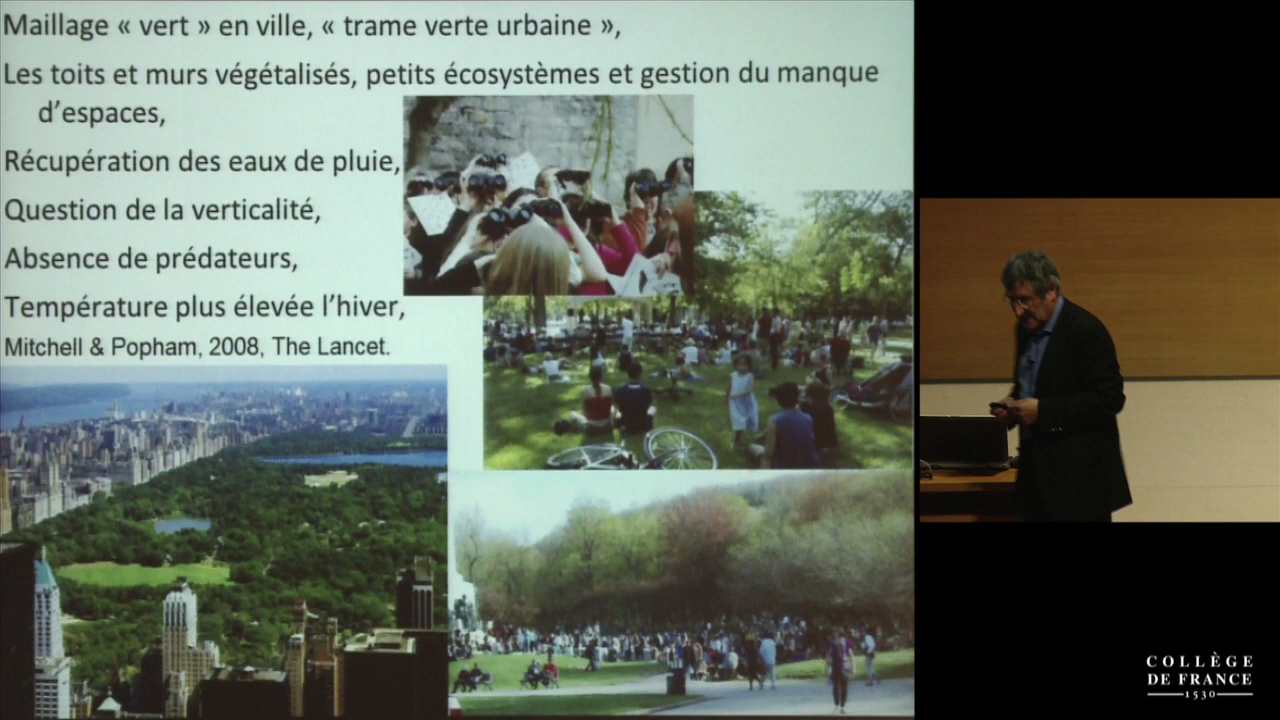 Maillage « vert » en ville, « trame verte urbaine »,
Les toits et murs végétalisés, petits écosystèmes et gestion du manque
d’espaces,
Récupération des eaux de pluie,
Question de la verticalité,
Absence de prédateurs,
Température plus élevée l’hiver,
Mitchell & Popham, 2008, The Lancet.
COLLÈGE
DE FRANCE
1530